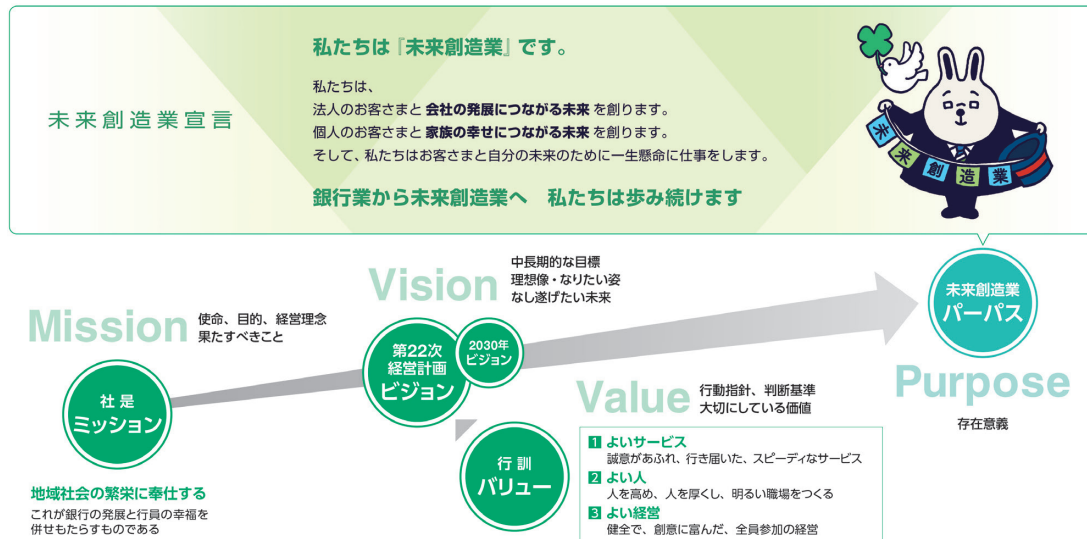 未来創造業宣言
私たちは『未来創造業』です。
私たちは、
法人のお客さまと 会社の発展につながる未来 を創ります。
個人のお客さまと 家族の幸せにつながる未来 を創ります。
そして、私たちはお客さまと自分の未来のために一生懸命に仕事をします。
銀行業から未来創造業へ　私たちは歩み続けます
未来創造業
Mission
使命、目的、経営理念
果たすべきこと
社是
ミッション
地域社会の繁栄に奉仕する
これが銀行の発展と行員の幸福を
併せもたらすものである
Vision
中長期的な目標
理想像・なりたい姿
なし遂げたい未来
第22次
経営計画
ビジョン
2030年
ビジョン
行訓
バリュー
Value
行動指針、判断基準
大切にしている価値
1 よいサービス
誠意があふれ、行き届いた、スピーディなサービス
2 よい人
人を高め、人を厚くし、明るい職場をつくる
3 よい経営
健全で、創意に富んだ、全員参加の経営
未来創造業
パーパス
Purpose
存在意義